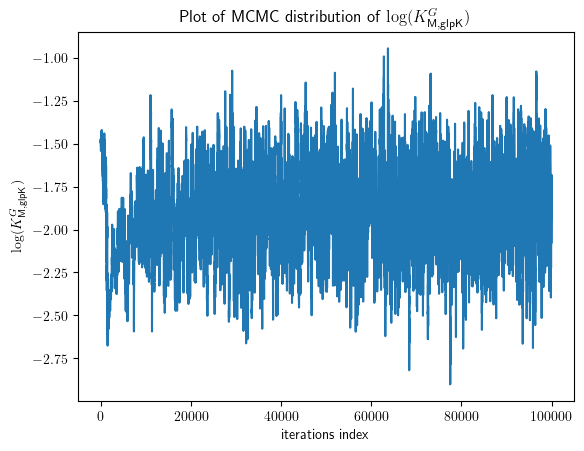 Plot of MCMC distribution of log(K^G_M,glpK)
−1.00
−1.25
−1.50
−1.75
−2.00
−2.25
−2.50
−2.75
log(K^G_M,glpK)
0 20000 40000 60000 80000 100000
iterations index